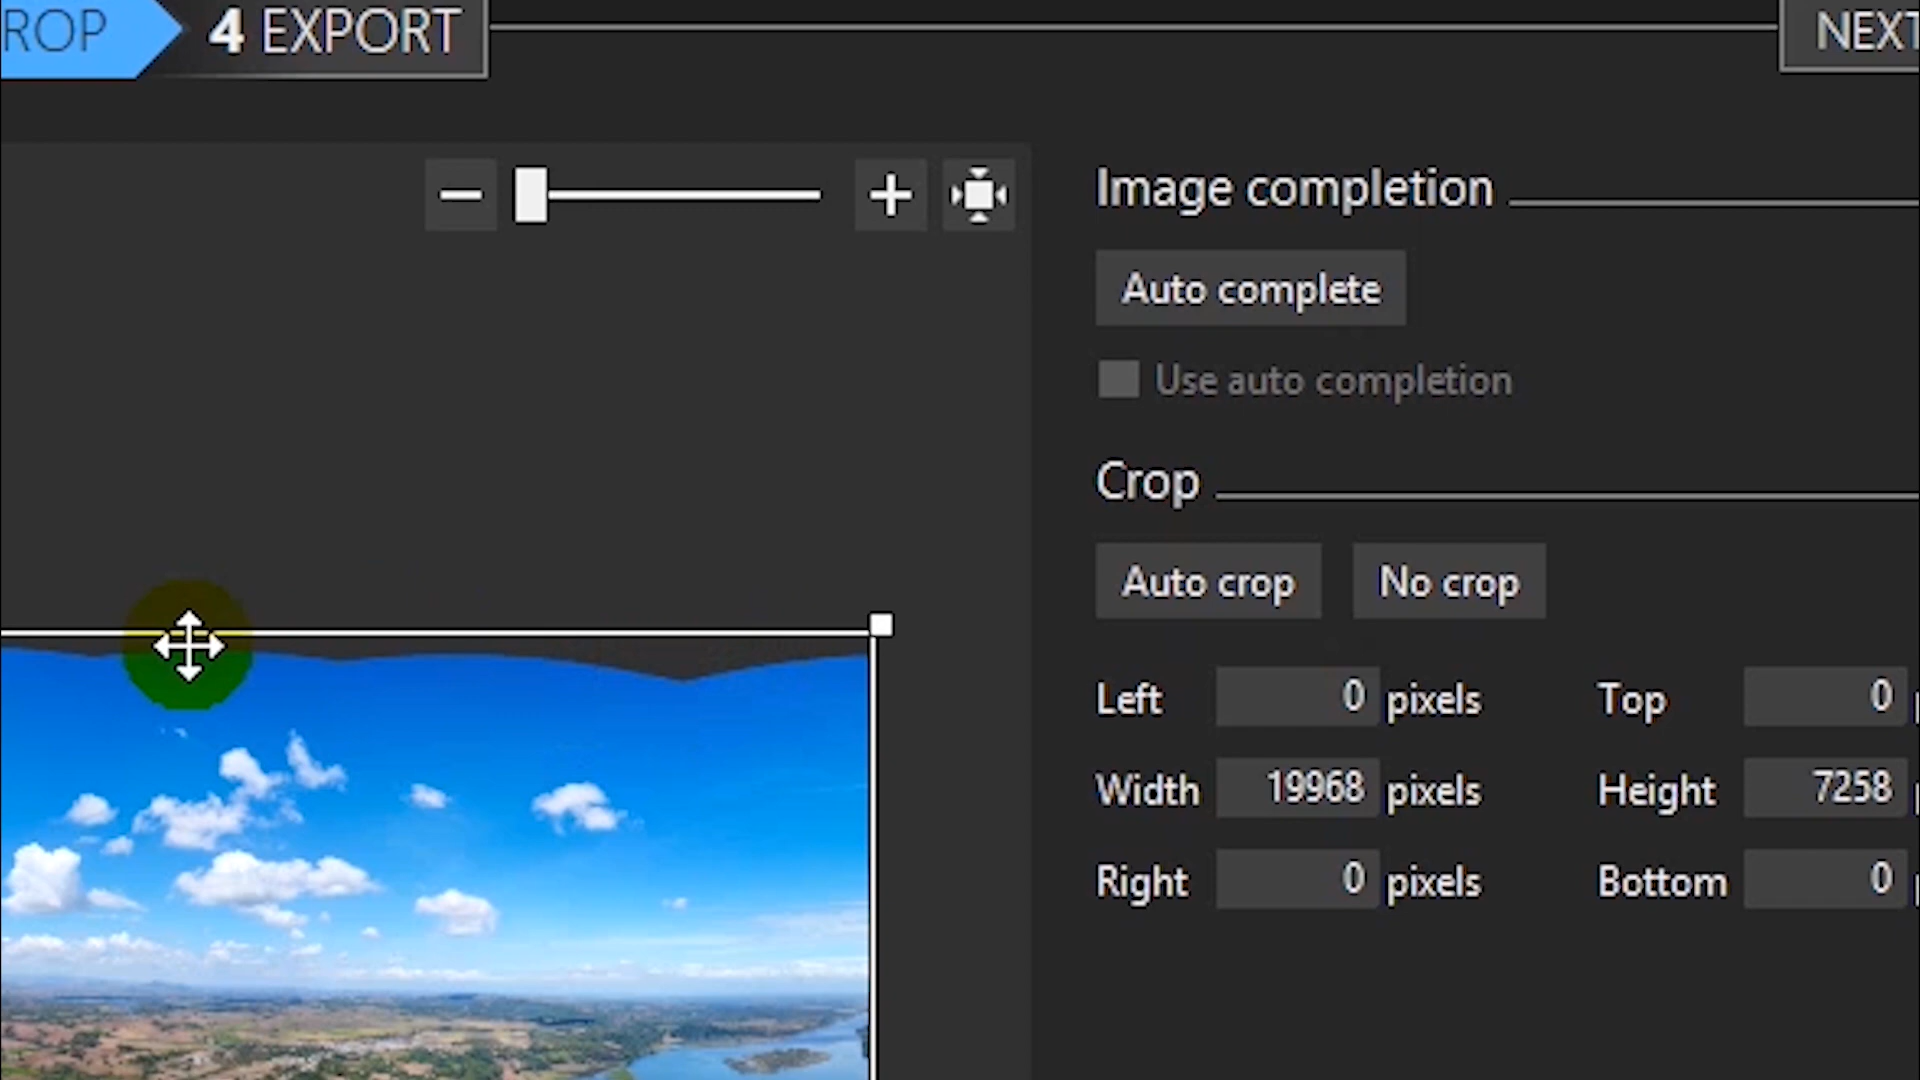 ROP 4 EXPORT NEXT
Image completion
Auto complete
Use auto completion
Crop
Auto crop No crop
Left 0 pixels Top 0
Width 19968 pixels Height 7258
Right 0 pixels Bottom 0